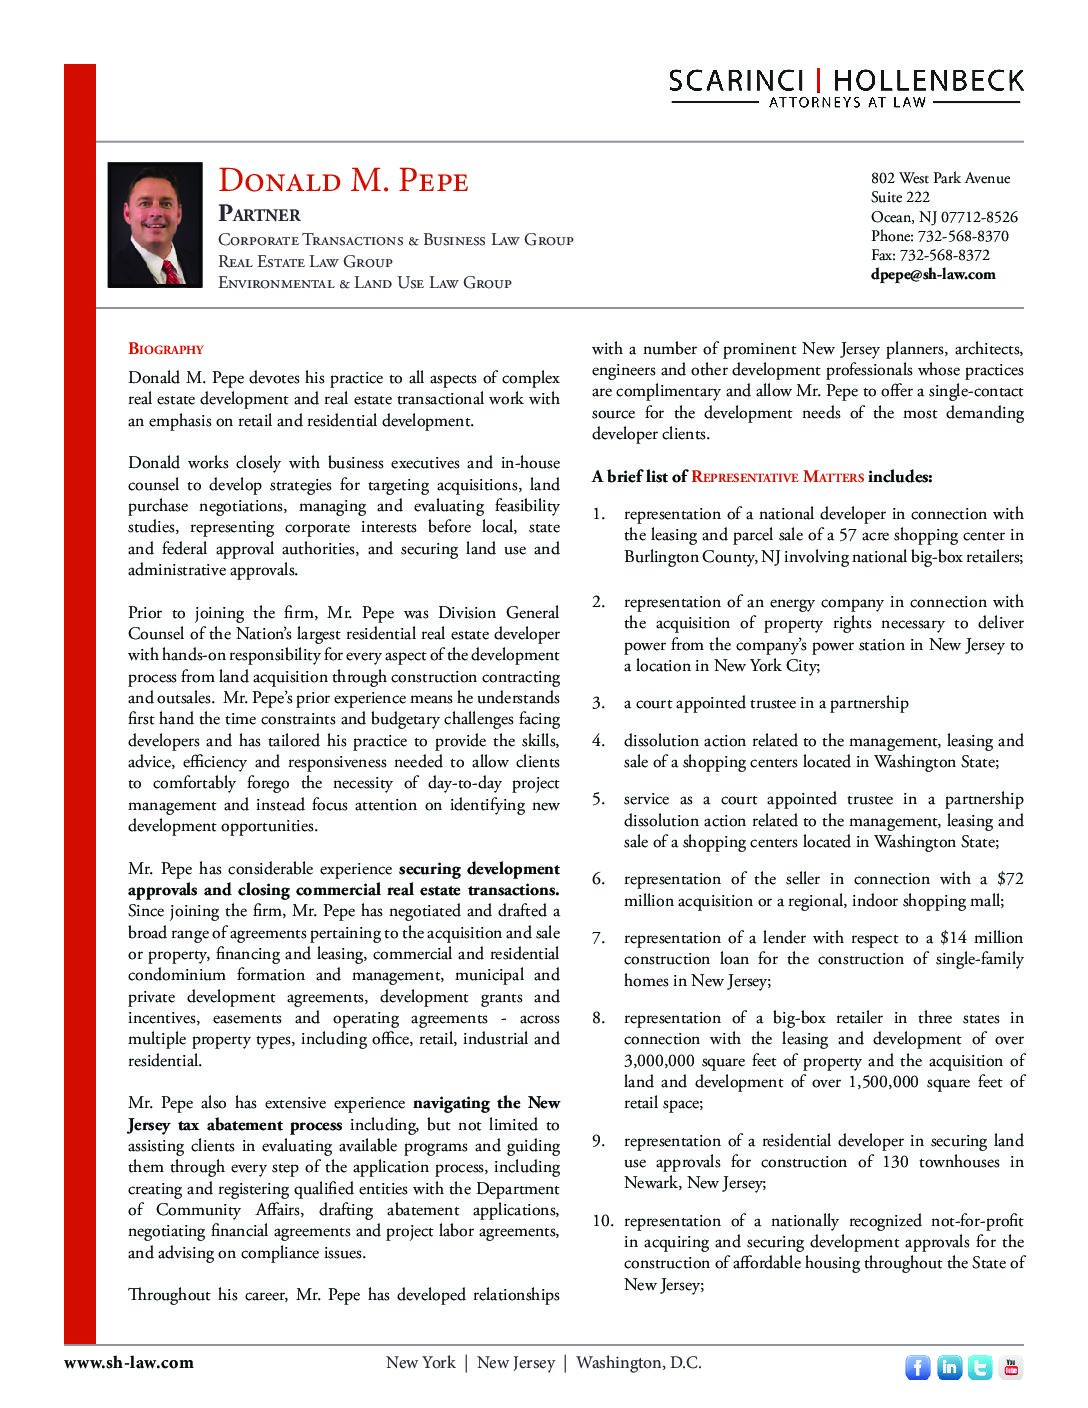 SCARINCI | HOLLENBECK
ATTORNEYS AT LAW
Donald M. Pepe
Partner
Corporate Transactions & Business Law Group
Real Estate Law Group
Environmental & Land Use Law Group
802 West Park Avenue
Suite 222
Ocean, NJ 07712-8526
Phone: 732-568-8370
Fax: 732-568-8372
dpepe@sh-law.com
Biography
Donald M. Pepe devotes his practice to all aspects of complex
real estate development and real estate transactional work with
an emphasis on retail and residential development.
Donald works closely with business executives and in-house
counsel to develop strategies for targeting acquisitions, land
purchase negotiations, managing and evaluating feasibility
studies, representing corporate interests before local, state
and federal approval authorities, and securing land use and
administrative approvals.
Prior to joining the firm, Mr. Pepe was Division General
Counsel of the Nation's largest residential real estate developer
with hands-on responsibility for every aspect of the development
process from land acquisition through construction contracting
and outsales. Mr. Pepe's prior experience means he understands
first hand the time constraints and budgetary challenges facing
developers and has tailored his practice to provide the skills,
advice, efficiency and responsiveness needed to allow clients
to comfortably forego the necessity of day-to-day project
management and instead focus attention on identifying new
development opportunities.
Mr. Pepe has considerable experience securing development
approvals and closing commercial real estate transactions.
Since joining the firm, Mr. Pepe has negotiated and drafted a
broad range of agreements pertaining to the acquisition and sale
or property, financing and leasing, commercial and residential
condominium formation and management, municipal and
private development agreements, development grants and
incentives, easements and operating agreements - across
multiple property types, including office, retail, industrial and
residential.
Mr. Pepe also has extensive experience navigating the New
Jersey tax abatement process including, but not limited to
assisting clients in evaluating available programs and guiding
them through every step of the application process, including
creating and registering qualified entities with the Department
of Community Affairs, drafting abatement applications,
negotiating financial agreements and project labor agreements,
and advising on compliance issues.
Throughout his career, Mr. Pepe has developed relationships
with a number of prominent New Jersey planners, architects,
engineers and other development professionals whose practices
are complimentary and allow Mr. Pepe to offer a single-contact
source for the development needs of the most demanding
developer clients.
A brief list of Representative Matters includes:
1. representation of a national developer in connection with
the leasing and parcel sale of a 57 acre shopping center in
Burlington County, NJ involving national big-box retailers;
2. representation of an energy company in connection with
the acquisition of property rights necessary to deliver
power from the company's power station in New Jersey to
a location in New York City;
3. a court appointed trustee in a partnership
4. dissolution action related to the management, leasing and
sale of a shopping centers located in Washington State;
5. service as a court appointed trustee in a partnership
dissolution action related to the management, leasing and
sale of a shopping centers located in Washington State;
6. representation of the seller in connection with a $72
million acquisition or a regional, indoor shopping mall;
7. representation of a lender with respect to a $14 million
construction loan for the construction of single-family
homes in New Jersey;
8. representation of a big-box retailer in three states in
connection with the leasing and development of over
3,000,000 square feet of property and the acquisition of
land and development of over 1,500,000 square feet of
retail space;
9. representation of a residential developer in securing land
use approvals for construction of 130 townhouses in
Newark, New Jersey;
10. representation of a nationally recognized not-for-profit
in acquiring and securing development approvals for the
construction of affordable housing throughout the State of
New Jersey;
www.sh-law.com
New York | New Jersey | Washington, D.C.
f
in
t
You Tube